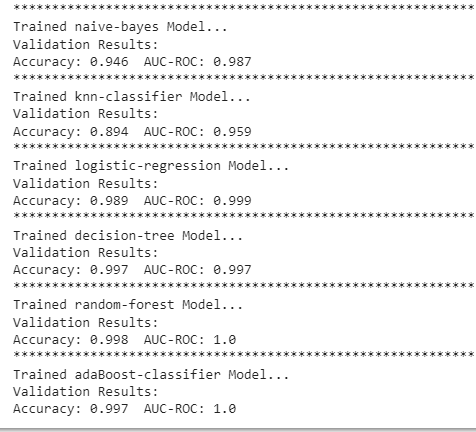 ************************************************************
Trained naive-bayes Model...
Validation Results:
Accuracy: 0.946  AUC-ROC: 0.987
************************************************************
Trained knn-classifier Model...
Validation Results:
Accuracy: 0.894  AUC-ROC: 0.959
************************************************************
Trained logistic-regression Model...
Validation Results:
Accuracy: 0.989  AUC-ROC: 0.999
************************************************************
Trained decision-tree Model...
Validation Results:
Accuracy: 0.997  AUC-ROC: 0.997
************************************************************
Trained random-forest Model...
Validation Results:
Accuracy: 0.998  AUC-ROC: 1.0
************************************************************
Trained adaBoost-classifier Model...
Validation Results:
Accuracy: 0.997  AUC-ROC: 1.0